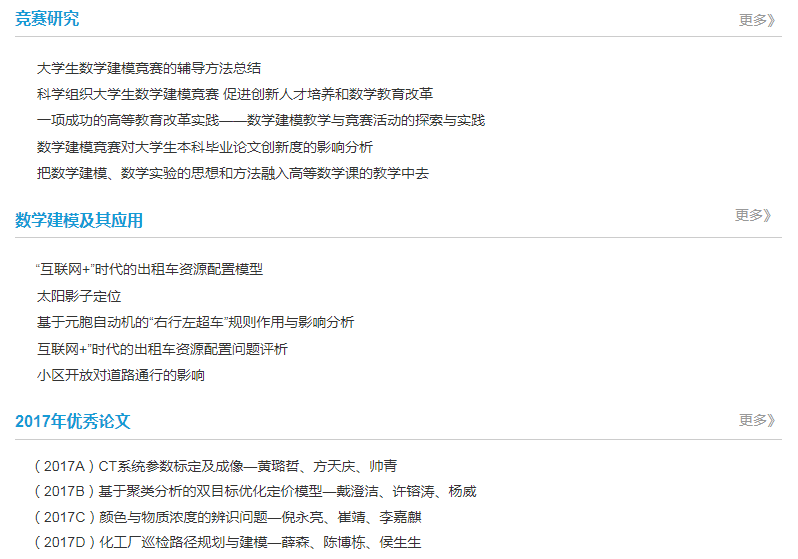 竞赛研究
更多》
大学生数学建模竞赛的辅导方法总结
科学组织大学生数学建模竞赛 促进创新人才培养和数学教育改革
一项成功的高等教育改革实践——数学建模教学与竞赛活动的探索与实践
数学建模竞赛对大学生本科毕业论文创新度的影响分析
把数学建模、数学实验的思想和方法融入高等数学课的教学中去
数学建模及其应用
更多》
“互联网+”时代的出租车资源配置模型
太阳影子定位
基于元胞自动机的“右行左超车”规则作用与影响分析
互联网+”时代的出租车资源配置问题评析
小区开放对道路通行的影响
2017年优秀论文
更多》
（2017A）CT系统参数标定及成像—黄璐哲、方天庆、帅青
（2017B）基于聚类分析的双目标优化定价模型—戴澄洁、许镕涛、杨威
（2017C）颜色与物质浓度的辨识问题—倪永亮、崔靖、李嘉麒
（2017D）化工厂巡检路径规划与建模—薛森、陈博栋、侯生生